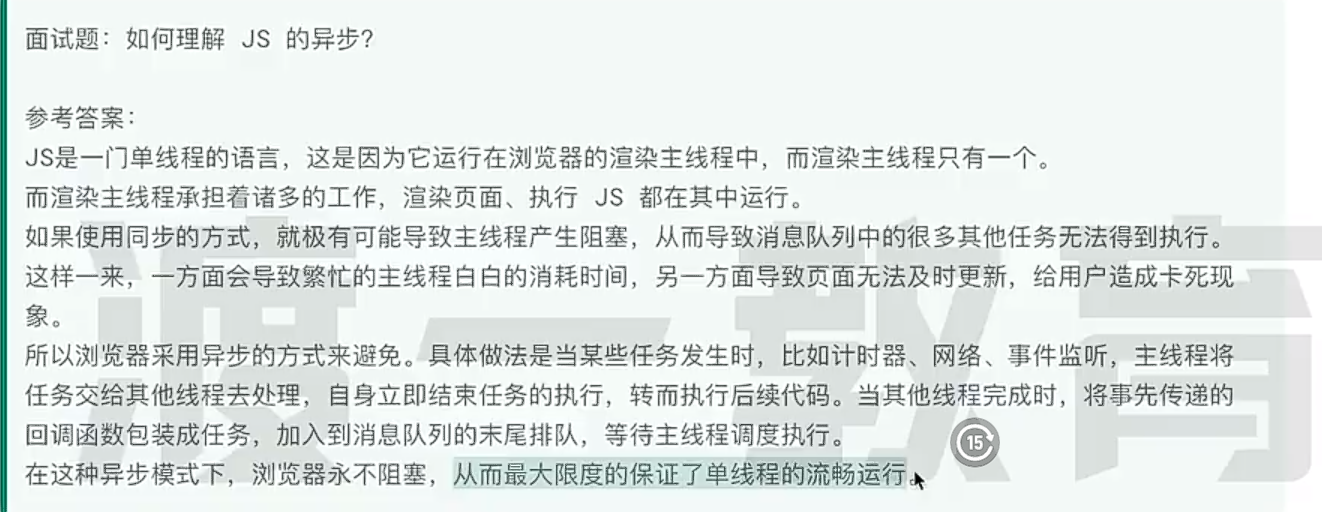 面试题：如何理解 JS 的异步？
参考答案：
JS是一门单线程的语言，这是因为它运行在浏览器的渲染主线程中，而渲染主线程只有一个。
而渲染主线程承担着诸多的工作，渲染页面、执行 JS 都在其中运行。
如果使用同步的方式，就极有可能导致主线程产生阻塞，从而导致消息队列中的很多其他任务无法得到执行。
这样一来，一方面会导致繁忙的主线程白白的消耗时间，另一方面导致页面无法及时更新，给用户造成卡死现
象。
所以浏览器采用异步的方式来避免。具体做法是当某些任务发生时，比如计时器、网络、事件监听，主线程将
任务交给其他线程去处理，自身立即结束任务的执行，转而执行后续代码。当其他线程完成时，将事先传递的
回调函数包装成任务，加入到消息队列的末尾排队，等待主线程调度执行。
15
在这种异步模式下，浏览器永不阻塞，从而最大限度的保证了单线程的流畅运行。
渡一教育